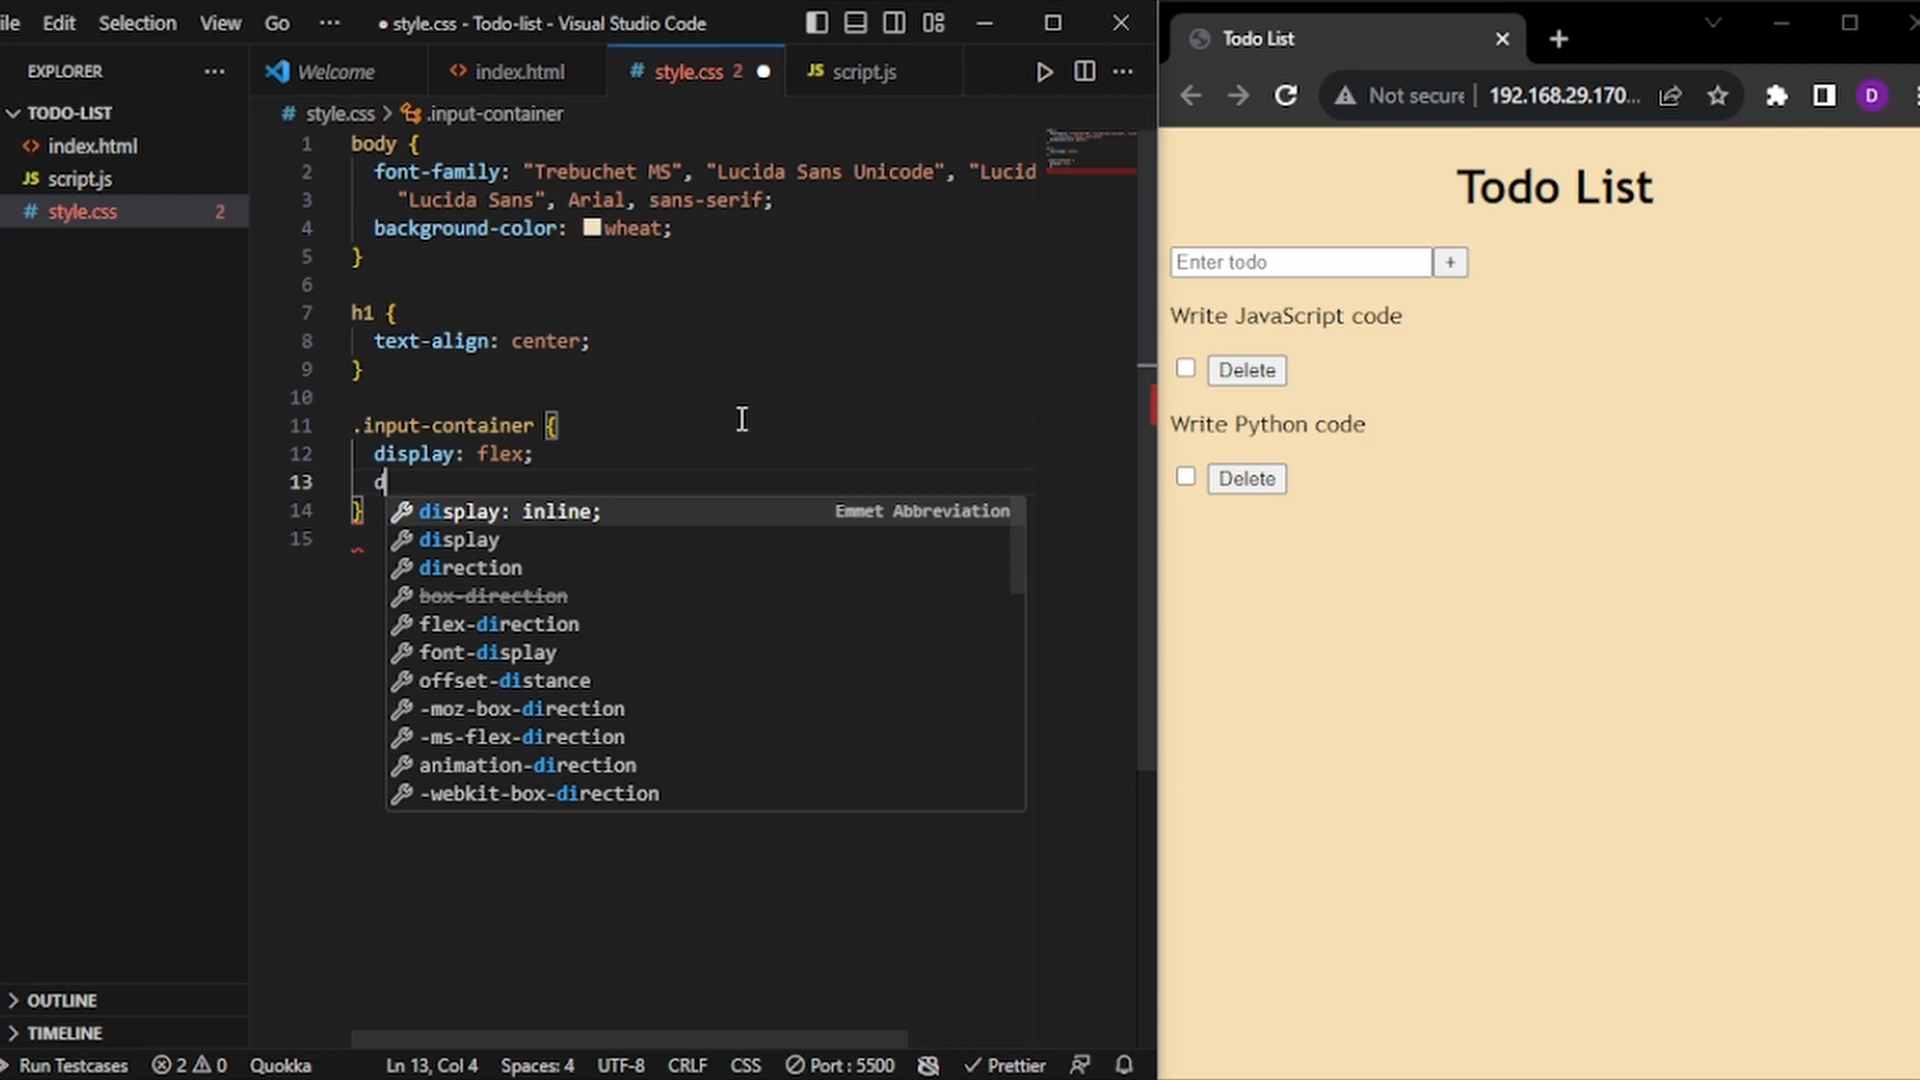 ile Edit Selection View Go ··· ● style.css - Todo-list - Visual Studio Code
EXPLORER ···
TODO-LIST
<> index.html
JS script.js
# style.css 2
Welcome <> index.html # style.css 2 ● JS script.js ···
# style.css > .input-container
1 body {
2 font-family: "Trebuchet MS", "Lucida Sans Unicode", "Lucid
3 "Lucida Sans", Arial, sans-serif;
4 background-color: wheat;
5 }
6
7 h1 {
8 text-align: center;
9 }
10
11 .input-container {
12 display: flex;
13 d
14 }
15
display: inline; Emmet Abbreviation
display
direction
box-direction
flex-direction
font-display
offset-distance
-moz-box-direction
-ms-flex-direction
animation-direction
-webkit-box-direction
OUTLINE
TIMELINE
Run Testcases 2 0 Quokka Ln 13, Col 4 Spaces: 4 UTF-8 CRLF CSS Port : 5500 Prettier
Todo List
Not secure 192.168.29.170... D
Todo List
Enter todo +
Write JavaScript code
Delete
Write Python code
Delete